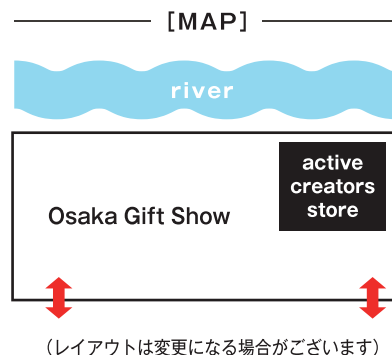 [MAP]
river
active
creators
store
Osaka Gift Show
（レイアウトは変更になる場合がございます）